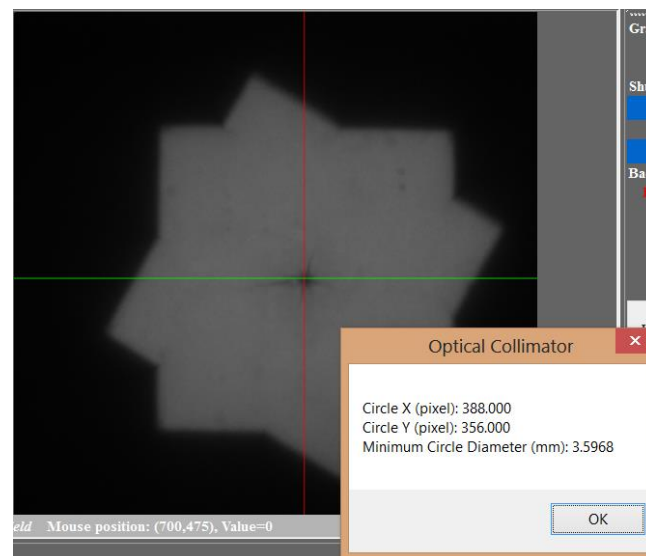 Gr
Shu
Ba
Optical Collimator
Circle X (pixel): 388.000
Circle Y (pixel): 356.000
Minimum Circle Diameter (mm): 3.5968
OK
eld Mouse position: (700,475), Value=0